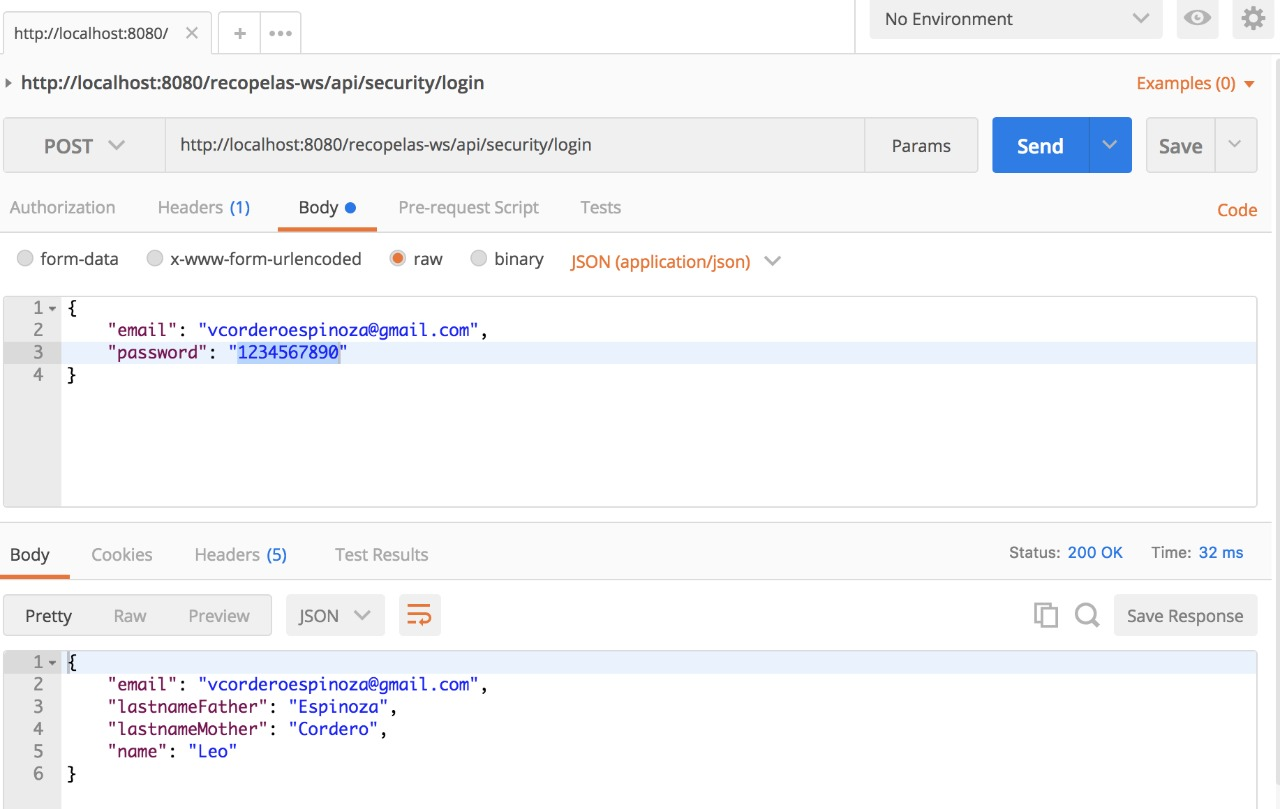 http://localhost:8080/ No Environment
http://localhost:8080/recopelas-ws/api/security/login Examples (0)
POST http://localhost:8080/recopelas-ws/api/security/login Params Send Save
Authorization Headers (1) Body Pre-request Script Tests Code
form-data x-www-form-urlencoded raw binary JSON (application/json)
1 {
2 "email": "vcorderoespinoza@gmail.com",
3 "password": "1234567890"
4 }
Body Cookies Headers (5) Test Results Status: 200 OK Time: 32 ms
Pretty Raw Preview JSON Save Response
1 {
2 "email": "vcorderoespinoza@gmail.com",
3 "lastnameFather": "Espinoza",
4 "lastnameMother": "Cordero",
5 "name": "Leo"
6 }